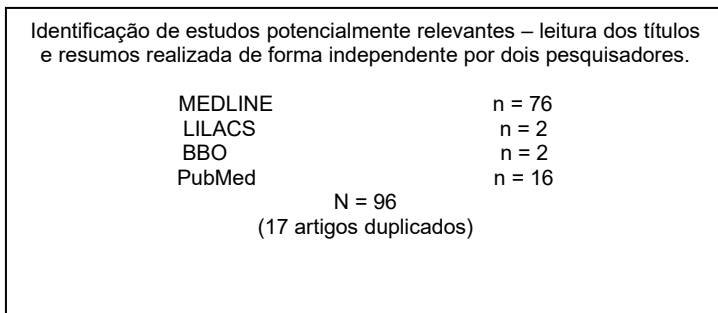 Identificação de estudos potencialmente relevantes – leitura dos títulos
e resumos realizada de forma independente por dois pesquisadores.
MEDLINE n = 76
LILACS n = 2
BBO n = 2
PubMed n = 16
N = 96
(17 artigos duplicados)